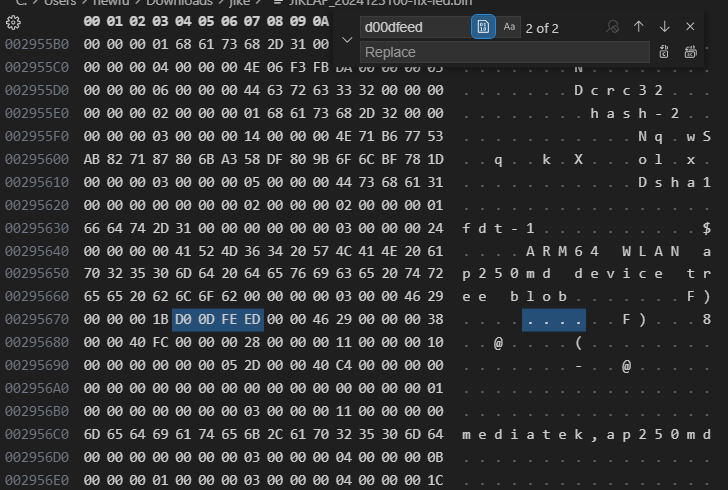 00 01 02 03 04 05 06 07 08 09 0A
d00dfeed
Aa
2 of 2
Replace
002955B0 00 00 00 01 68 61 73 68 2D 31 00
002955C0 00 00 00 04 00 00 00 4E 06 F3 FB N
002955D0 00 00 00 06 00 00 00 44 63 72 63 33 32 00 00 00 . . . . . . . D c r c 3 2 . . .
002955E0 00 00 00 02 00 00 00 01 68 61 73 68 2D 32 00 00 . . . . . . . . h a s h - 2 . .
002955F0 00 00 00 03 00 00 00 14 00 00 00 4E 71 B6 77 53 . . . . . . . . . . . N q . w S
00295600 AB 82 71 87 80 6B A3 58 DF 80 9B 6F 6C BF 78 1D . . q . . k . X . . . o l . x .
00295610 00 00 00 03 00 00 00 05 00 00 00 44 73 68 61 31 . . . . . . . . . . . D s h a 1
00295620 00 00 00 00 00 00 00 02 00 00 00 02 00 00 00 01 . . . . . . . . . . . . . . . .
00295630 66 64 74 2D 31 00 00 00 00 00 00 00 03 00 00 00 24 f d t - 1 . . . . . . . . . . $
00295640 00 00 00 00 41 52 4D 36 34 20 57 4C 41 4E 20 61 . . . . A R M 6 4 W L A N a
00295650 70 32 35 30 6D 64 20 64 65 76 69 63 65 20 74 72 p 2 5 0 m d d e v i c e t r
00295660 65 65 20 62 6C 6F 62 00 00 00 00 03 00 00 46 29 e e b l o b . . . . . . . F )
00295670 00 00 00 1B D0 0D FE ED 00 00 46 29 00 00 00 38 . . . . . . . . . . F ) . . . 8
00295680 00 00 40 FC 00 00 00 28 00 00 00 11 00 00 00 10 . . @ . . . . ( . . . . . . . .
00295690 00 00 00 00 00 00 05 2D 00 00 40 C4 00 00 00 00 . . . . . . . - . . @ . . . . .
002956A0 00 00 00 00 00 00 00 00 00 00 00 00 00 00 00 01 . . . . . . . . . . . . . . . .
002956B0 00 00 00 00 00 00 00 03 00 00 00 11 00 00 00 00 . . . . . . . . . . . . . . . .
002956C0 6D 65 64 69 61 74 65 6B 2C 61 70 32 35 30 6D 64 m e d i a t e k , a p 2 5 0 m d
002956D0 00 00 00 00 00 00 00 03 00 00 00 04 00 00 00 0B . . . . . . . . . . . . . . . .
002956E0 00 00 00 01 00 00 00 03 00 00 00 04 00 00 00 1C